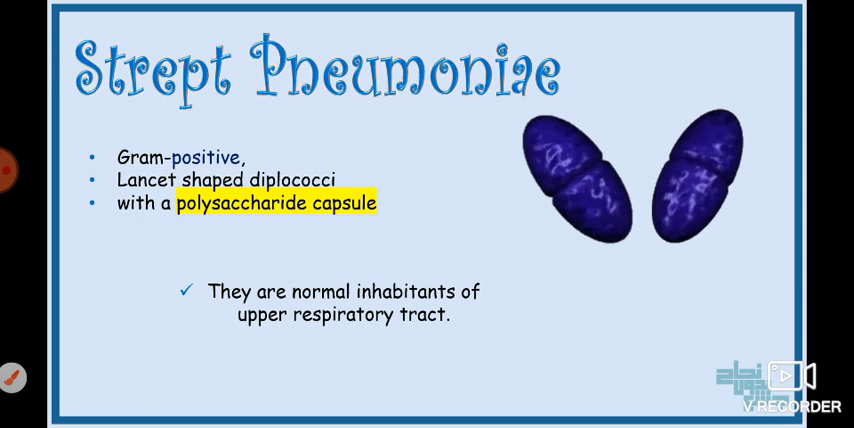 Strept Pneumoniae
Gram-positive,
Lancet shaped diplococci
with a polysaccharide capsule
They are normal inhabitants of
upper respiratory tract.
V RECORDER